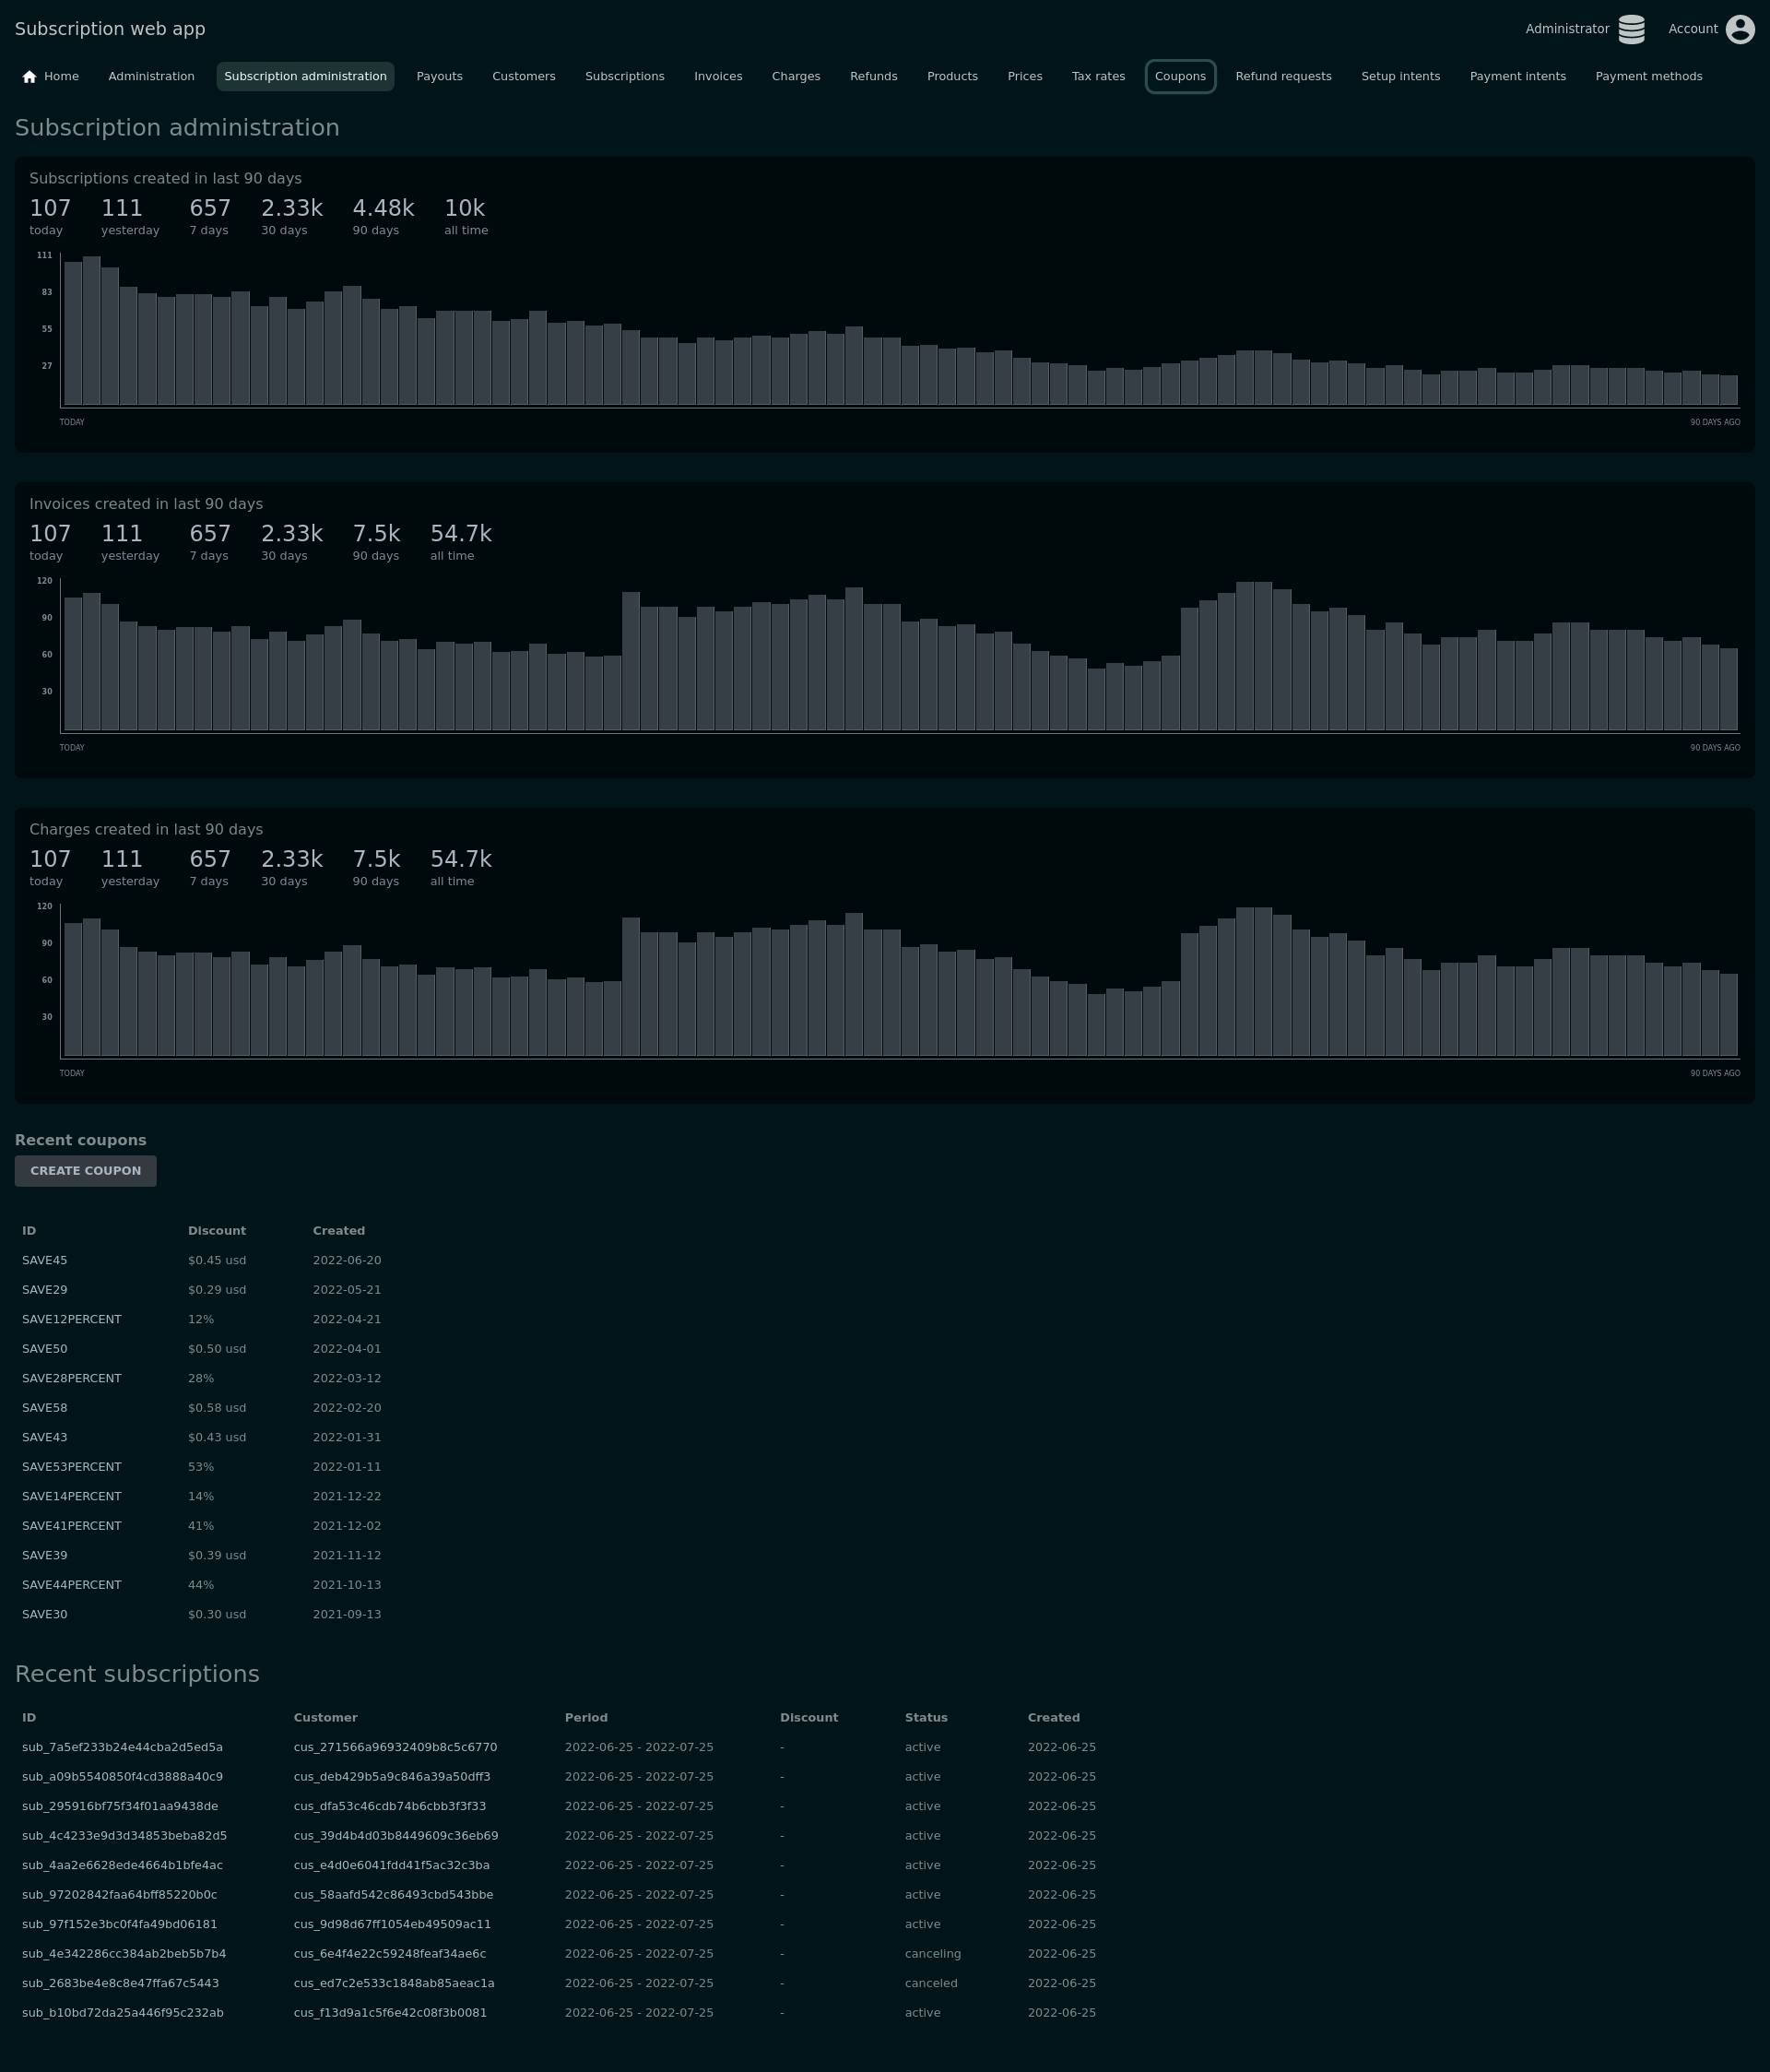 Subscription web app
Administrator Account
Home Administration Subscription administration Payouts Customers Subscriptions Invoices Charges Refunds Products Prices Tax rates Coupons Refund requests Setup intents Payment intents Payment methods
Subscription administration
Subscriptions created in last 90 days
107 111 657 2.33k 4.48k 10k
today yesterday 7 days 30 days 90 days all time
111
83
55
27
TODAY 90 DAYS AGO
Invoices created in last 90 days
107 111 657 2.33k 7.5k 54.7k
today yesterday 7 days 30 days 90 days all time
120
90
60
30
TODAY 90 DAYS AGO
Charges created in last 90 days
107 111 657 2.33k 7.5k 54.7k
today yesterday 7 days 30 days 90 days all time
120
90
60
30
TODAY 90 DAYS AGO
Recent coupons
CREATE COUPON
ID Discount Created
SAVE45 $0.45 usd 2022-06-20
SAVE29 $0.29 usd 2022-05-21
SAVE12PERCENT 12% 2022-04-21
SAVE50 $0.50 usd 2022-04-01
SAVE28PERCENT 28% 2022-03-12
SAVE58 $0.58 usd 2022-02-20
SAVE43 $0.43 usd 2022-01-31
SAVE53PERCENT 53% 2022-01-11
SAVE14PERCENT 14% 2021-12-22
SAVE41PERCENT 41% 2021-12-02
SAVE39 $0.39 usd 2021-11-12
SAVE44PERCENT 44% 2021-10-13
SAVE30 $0.30 usd 2021-09-13
Recent subscriptions
ID Customer Period Discount Status Created
sub_7a5ef233b24e44cba2d5ed5a cus_271566a96932409b8c5c6770 2022-06-25 - 2022-07-25 - active 2022-06-25
sub_a09b5540850f4cd3888a40c9 cus_deb429b5a9c846a39a50dff3 2022-06-25 - 2022-07-25 - active 2022-06-25
sub_295916bf75f34f01aa9438de cus_dfa53c46cdb74b6cbb3f3f33 2022-06-25 - 2022-07-25 - active 2022-06-25
sub_4c4233e9d3d34853beba82d5 cus_39d4b4d03b8449609c36eb69 2022-06-25 - 2022-07-25 - active 2022-06-25
sub_4aa2e6628ede4664b1bfe4ac cus_e4d0e6041fdd41f5ac32c3ba 2022-06-25 - 2022-07-25 - active 2022-06-25
sub_97202842faa64bff85220b0c cus_58aafd542c86493cbd543bbe 2022-06-25 - 2022-07-25 - active 2022-06-25
sub_97f152e3bc0f4fa49bd06181 cus_9d98d67ff1054eb49509ac11 2022-06-25 - 2022-07-25 - active 2022-06-25
sub_4e342286cc384ab2beb5b7b4 cus_6e4f4e22c59248feaf34ae6c 2022-06-25 - 2022-07-25 - canceling 2022-06-25
sub_2683be4e8c8e47ffa67c5443 cus_ed7c2e533c1848ab85aeac1a 2022-06-25 - 2022-07-25 - canceled 2022-06-25
sub_b10bd72da25a446f95c232ab cus_f13d9a1c5f6e42c08f3b0081 2022-06-25 - 2022-07-25 - active 2022-06-25